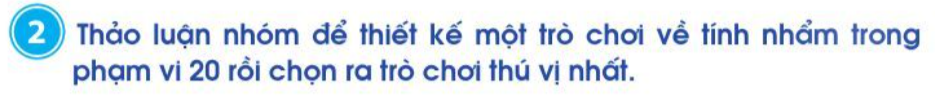 2 Thảo luận nhóm để thiết kế một trò chơi về tính nhẩm trong
phạm vi 20 rồi chọn ra trò chơi thú vị nhất.